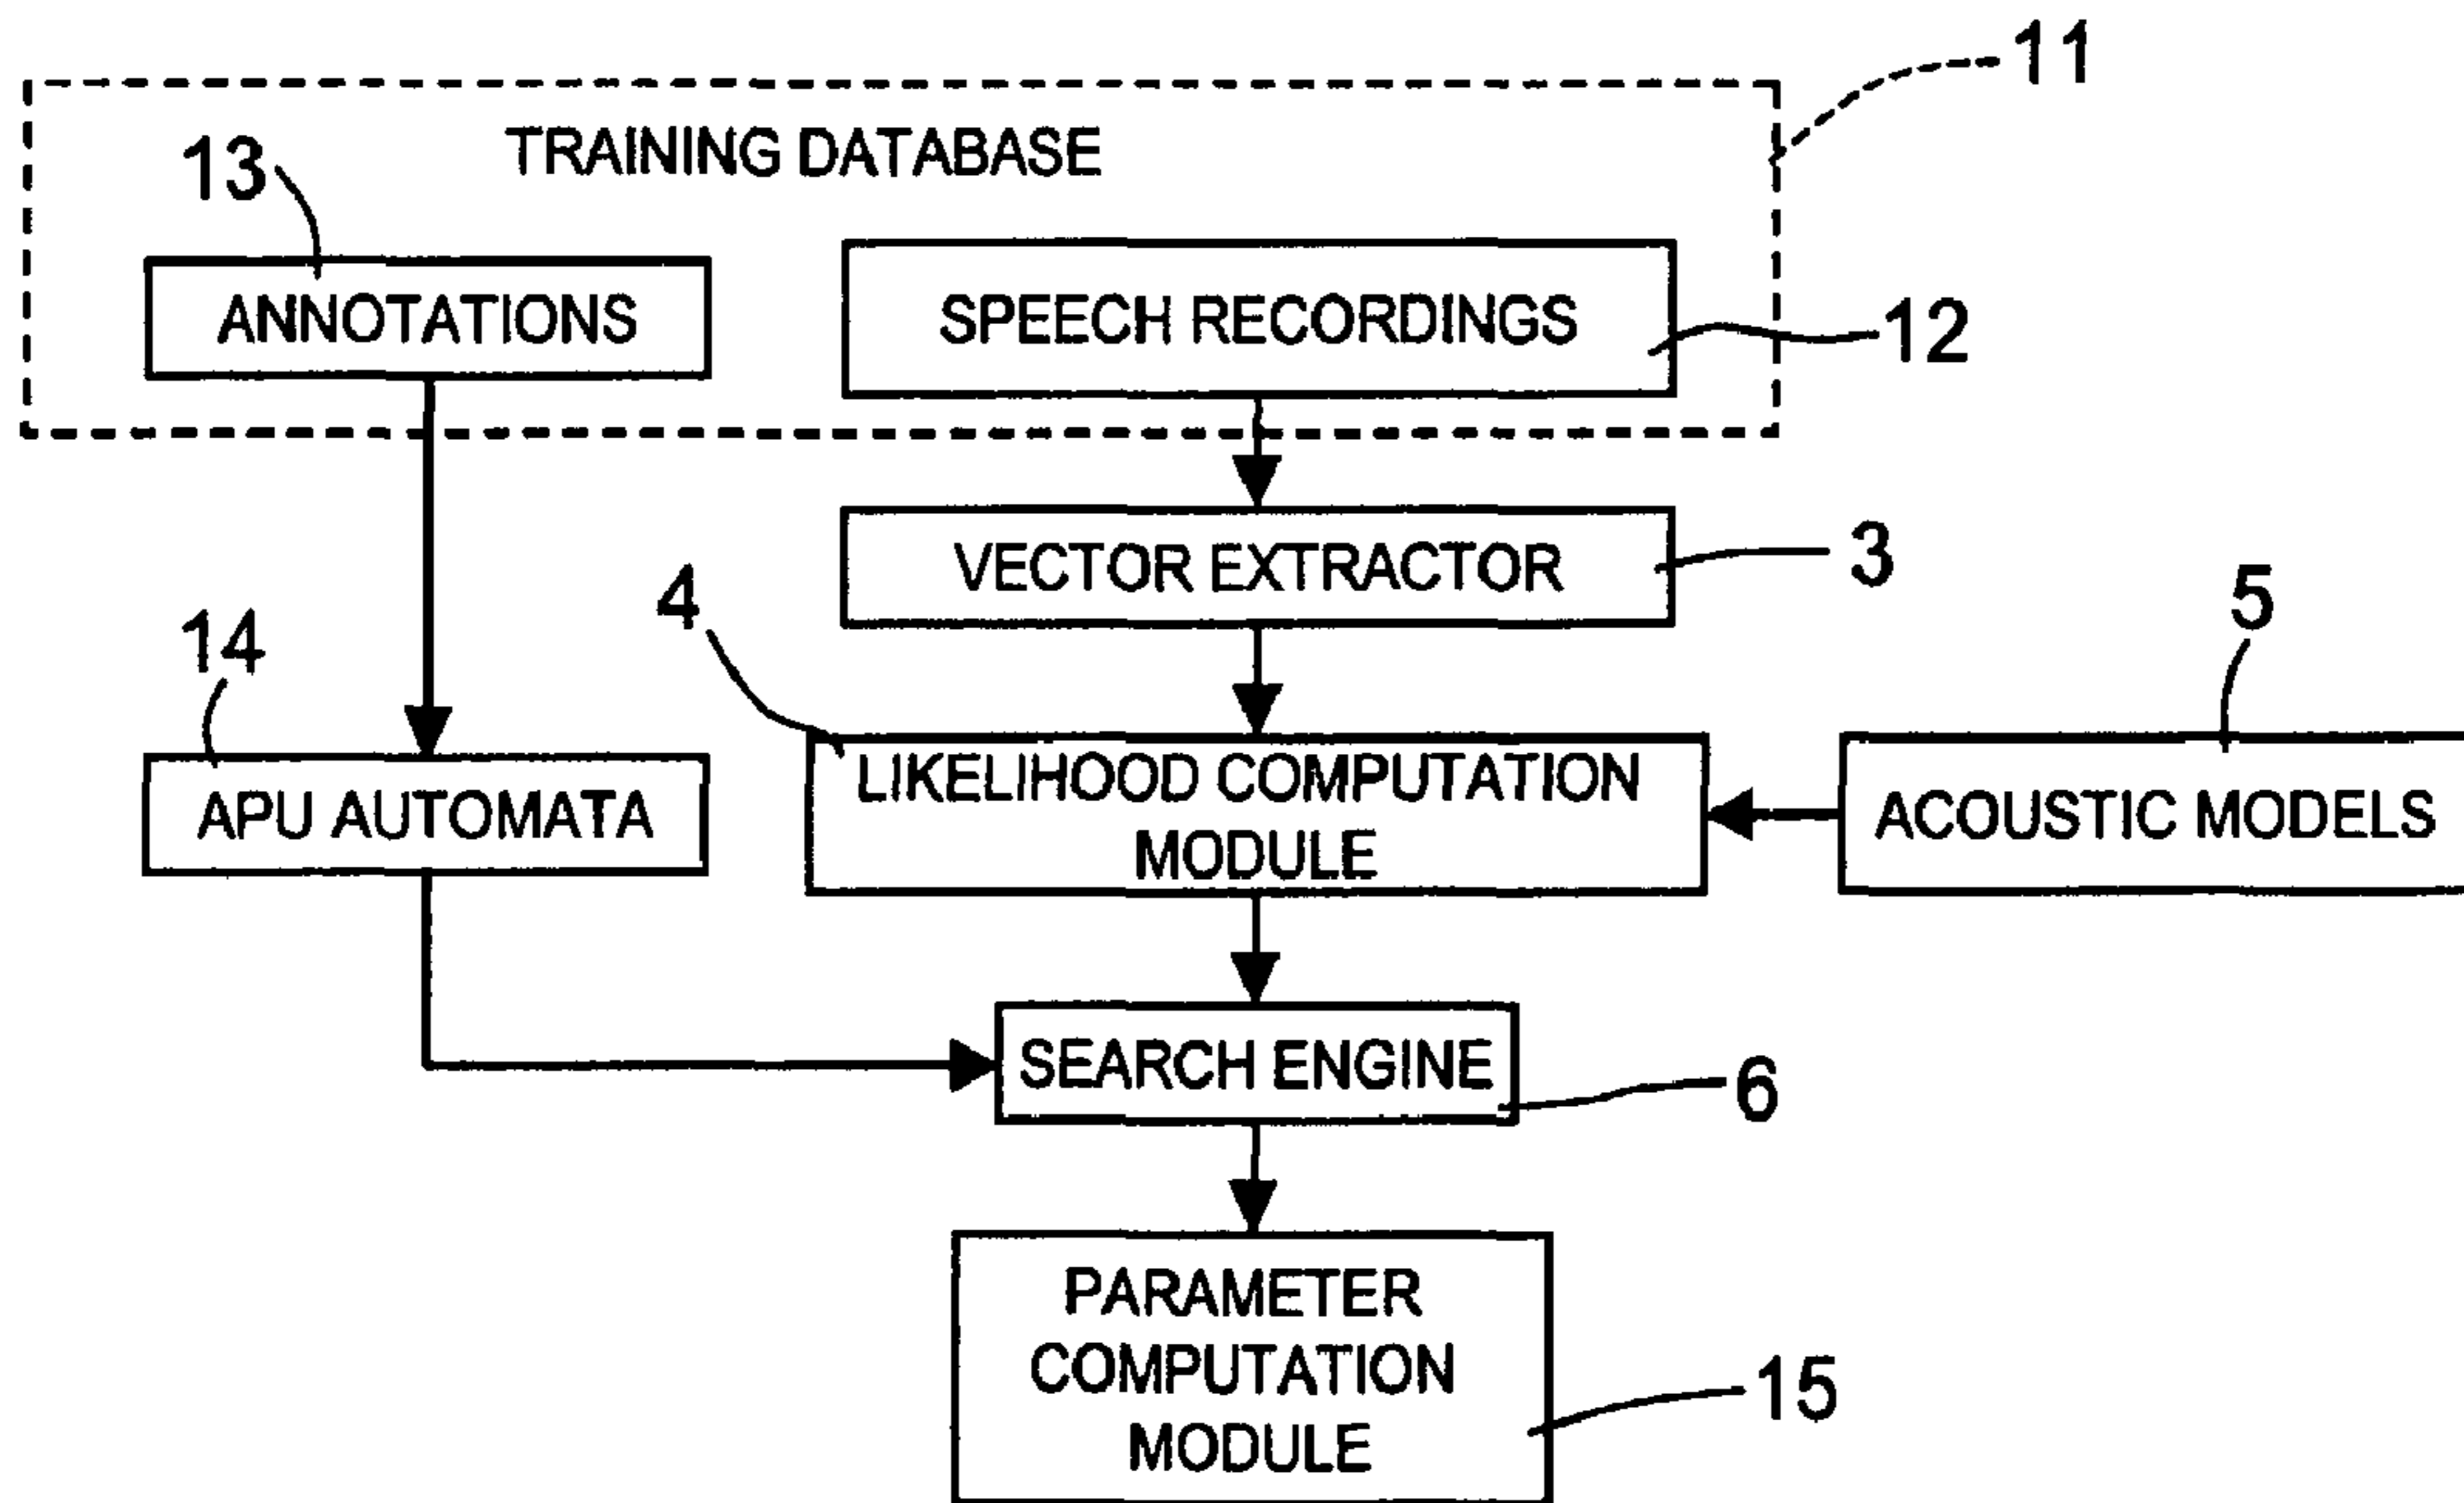 11
TRAINING DATABASE
13
ANNOTATIONS
SPEECH RECORDINGS
12
VECTOR EXTRACTOR
3
4
5
14
APU AUTOMATA
LIKELIHOOD COMPUTATION
MODULE
ACOUSTIC MODELS
SEARCH ENGINE
6
PARAMETER
COMPUTATION
MODULE
15